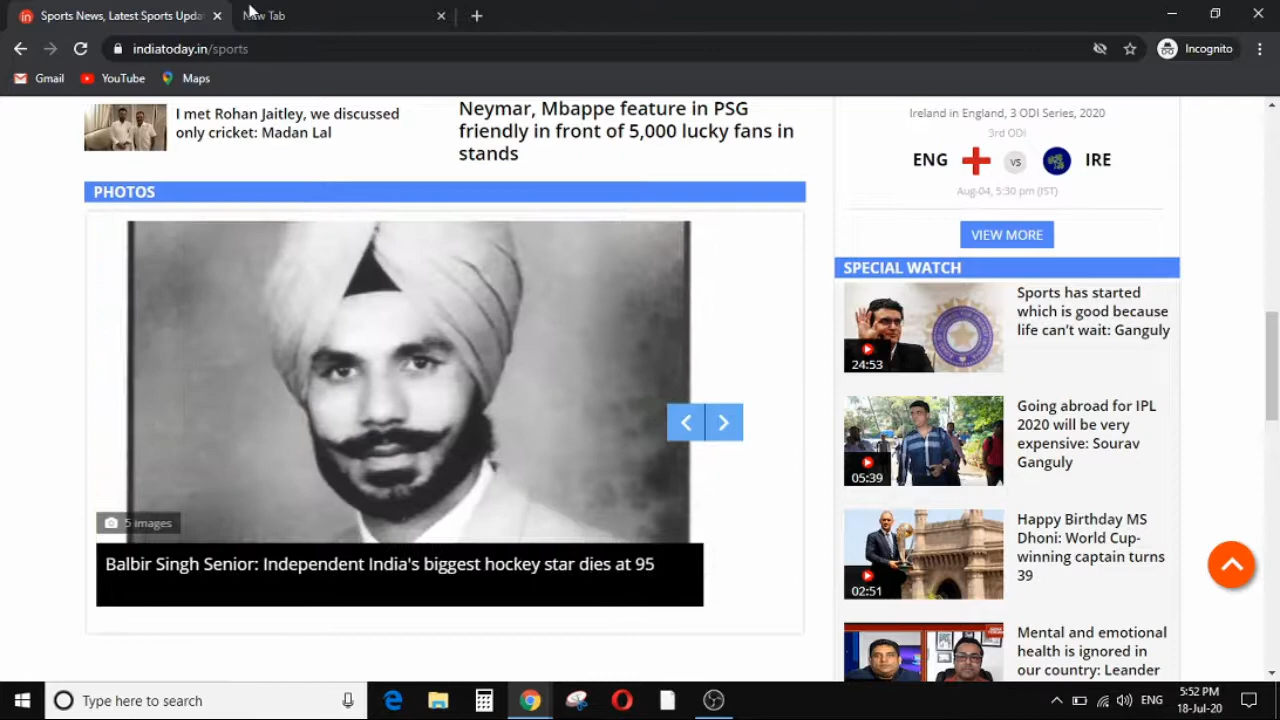 in Sports News, Latest Sports Upda
New Tab
indiatoday.in/sports
Incognito
Gmail
YouTube
Maps
I met Rohan Jaitley, we discussed
only cricket: Madan Lal
Neymar, Mbappe feature in PSG
friendly in front of 5,000 lucky fans in
stands
PHOTOS
5 images
Balbir Singh Senior: Independent India's biggest hockey star dies at 95
Ireland in England, 3 ODI Series, 2020
3rd ODI
ENG
vs
IRE
Aug-04, 5:30 pm (IST)
VIEW MORE
SPECIAL WATCH
24:53
Sports has started
which is good because
life can't wait: Ganguly
05:39
Going abroad for IPL
2020 will be very
expensive: Sourav
Ganguly
02:51
Happy Birthday MS
Dhoni: World Cup-
winning captain turns
39
Mental and emotional
health is ignored in
our country: Leander
Type here to search
ENG
5:52 PM
18-Jul-20